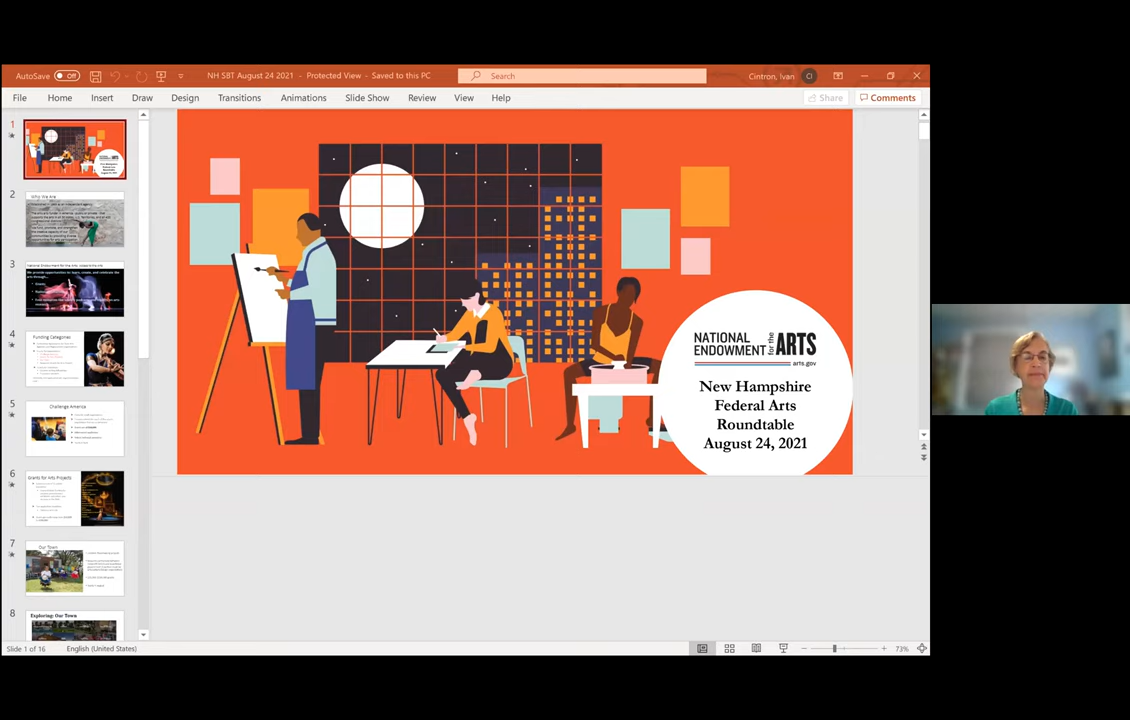 AutoSave Off
NH SBT August 24 2021 - Protected View - Saved to this PC
Search
Cintron, Ivan CI
File Home Insert Draw Design Transitions Animations Slide Show Review View Help
Share Comments
1
2
Who We Are
3
4
Funding Categories
5
Challenge America
6
Grants for Arts Projects
7
Our Town
8
Exploring: Our Town
NATIONAL
ENDOWMENT for the ARTS
arts.gov
New Hampshire
Federal Arts
Roundtable
August 24, 2021
Slide 1 of 16 English (United States)
73%